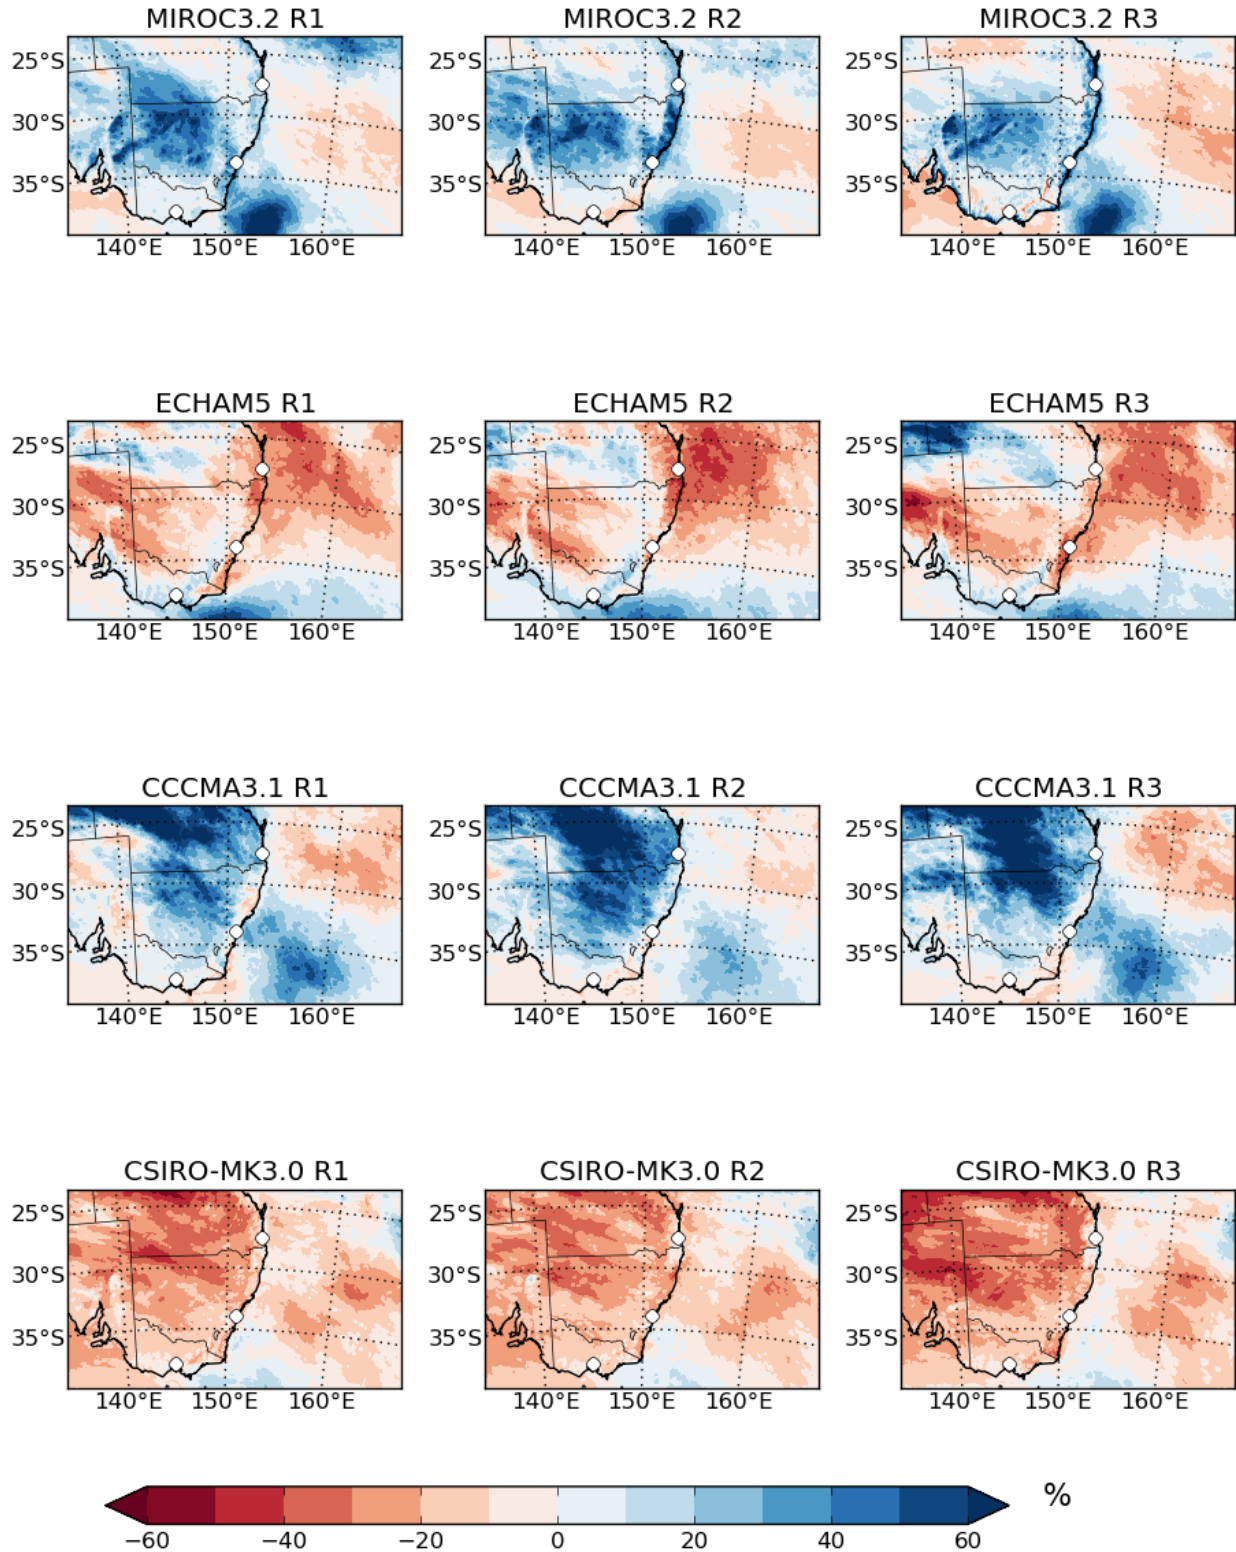 MIROC3.2 R1 MIROC3.2 R2 MIROC3.2 R3
25°S 25°S 25°S
30°S 30°S 30°S
35°S 35°S 35°S
140°E 150°E 160°E 140°E 150°E 160°E 140°E 150°E 160°E
ECHAM5 R1 ECHAM5 R2 ECHAM5 R3
25°S 25°S 25°S
30°S 30°S 30°S
35°S 35°S 35°S
140°E 150°E 160°E 140°E 150°E 160°E 140°E 150°E 160°E
CCCMA3.1 R1 CCCMA3.1 R2 CCCMA3.1 R3
25°S 25°S 25°S
30°S 30°S 30°S
35°S 35°S 35°S
140°E 150°E 160°E 140°E 150°E 160°E 140°E 150°E 160°E
CSIRO-MK3.0 R1 CSIRO-MK3.0 R2 CSIRO-MK3.0 R3
25°S 25°S 25°S
30°S 30°S 30°S
35°S 35°S 35°S
140°E 150°E 160°E 140°E 150°E 160°E 140°E 150°E 160°E
%
−60 −40 −20 0 20 40 60